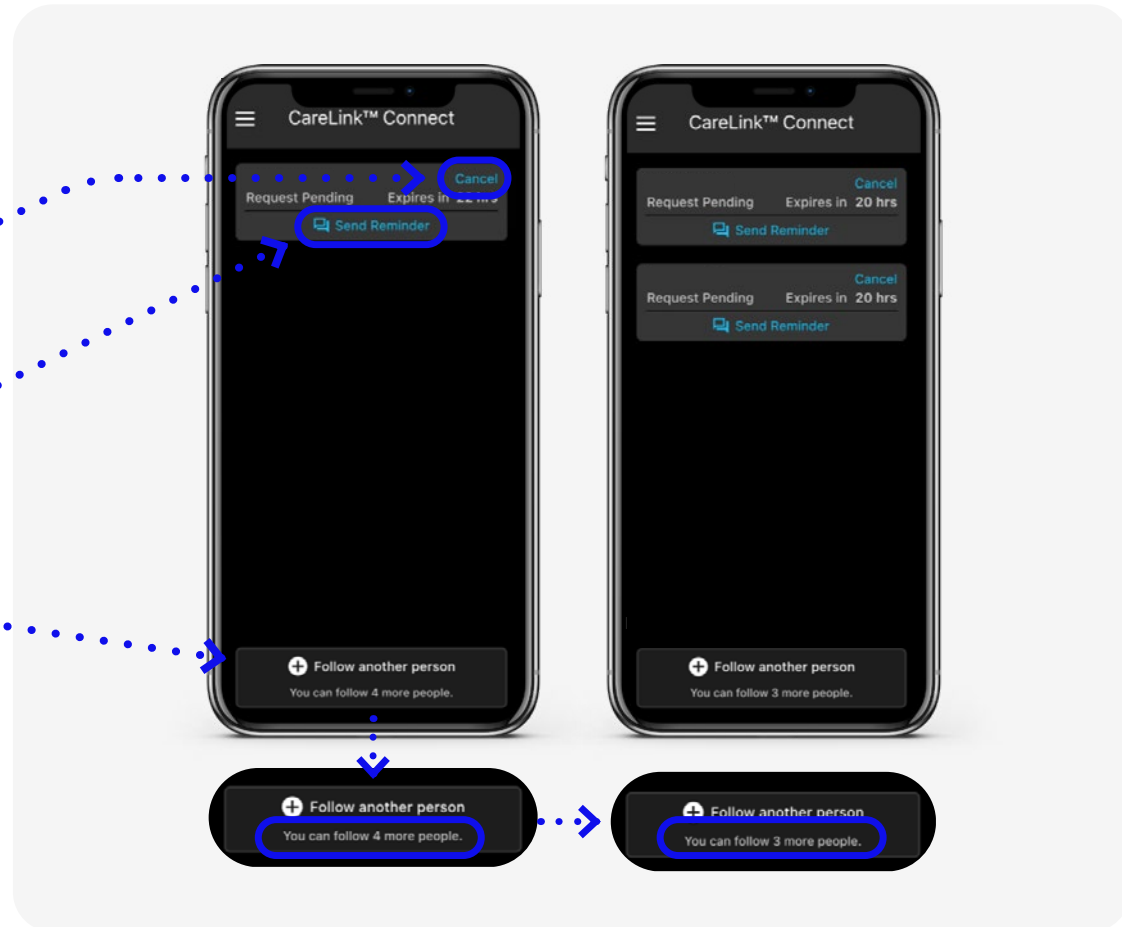 CareLink™ Connect
Cancel
Request Pending Expires in 22 hrs
Send Reminder
Follow another person
You can follow 4 more people.
CareLink™ Connect
Cancel
Request Pending Expires in 20 hrs
Send Reminder
Cancel
Request Pending Expires in 20 hrs
Send Reminder
Follow another person
You can follow 3 more people.
Follow another person
You can follow 4 more people.
Follow another person
You can follow 3 more people.